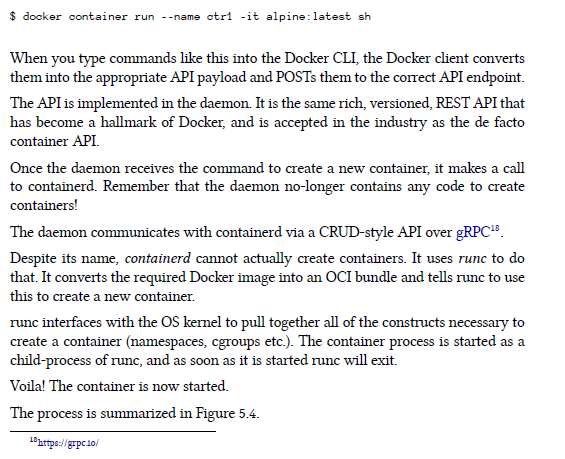 $ docker container run --name ctr1 -it alpine:latest sh
When you type commands like this into the Docker CLI, the Docker client converts
them into the appropriate API payload and POSTs them to the correct API endpoint.
The API is implemented in the daemon. It is the same rich, versioned, REST API that
has become a hallmark of Docker, and is accepted in the industry as the de facto
container API.
Once the daemon receives the command to create a new container, it makes a call
to containerd. Remember that the daemon no-longer contains any code to create
containers!
The daemon communicates with containerd via a CRUD-style API over gRPC¹⁸.
Despite its name, containerd cannot actually create containers. It uses runc to do
that. It converts the required Docker image into an OCI bundle and tells runc to use
this to create a new container.
runc interfaces with the OS kernel to pull together all of the constructs necessary to
create a container (namespaces, cgroups etc.). The container process is started as a
child-process of runc, and as soon as it is started runc will exit.
Voila! The container is now started.
The process is summarized in Figure 5.4.
¹⁸https://grpc.io/